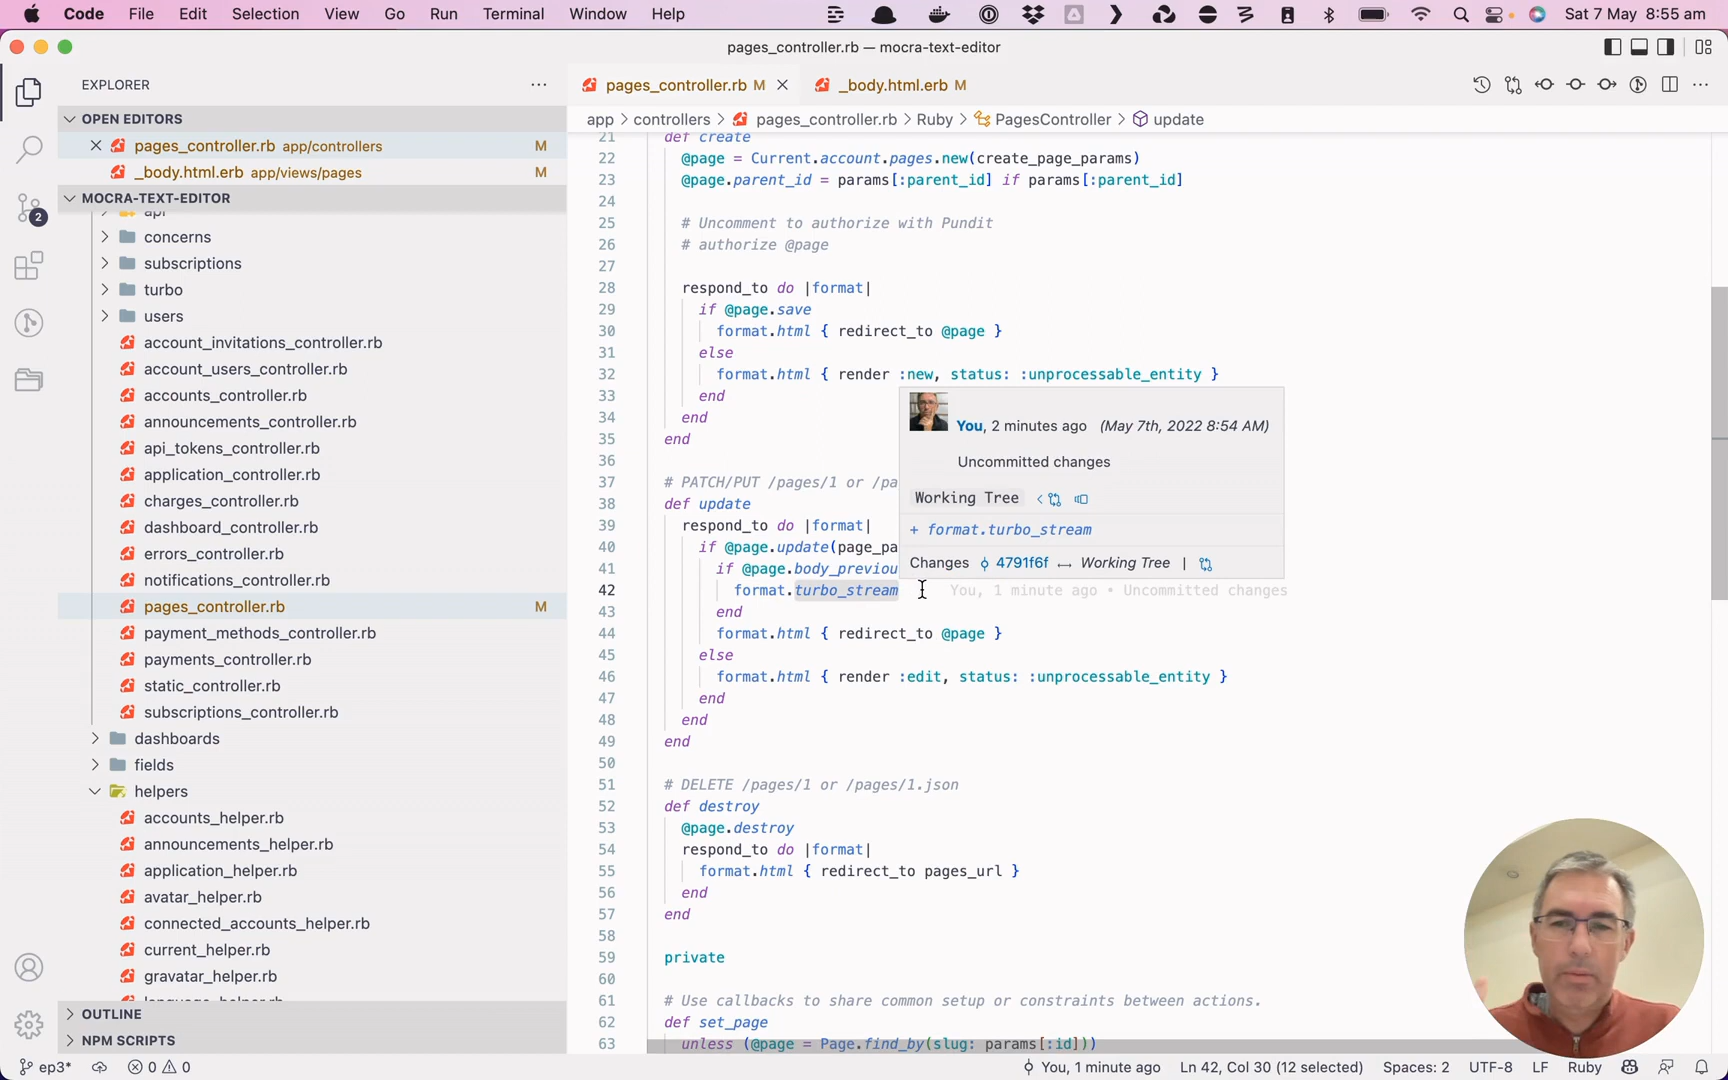 Code File Edit Selection View Go Run Terminal Window Help Sat 7 May 8:55 am
pages_controller.rb — mocra-text-editor
EXPLORER
OPEN EDITORS
pages_controller.rb app/controllers M
_body.html.erb app/views/pages M
MOCRA-TEXT-EDITOR
api
concerns
subscriptions
turbo
users
account_invitations_controller.rb
account_users_controller.rb
accounts_controller.rb
announcements_controller.rb
api_tokens_controller.rb
application_controller.rb
charges_controller.rb
dashboard_controller.rb
errors_controller.rb
notifications_controller.rb
pages_controller.rb M
payment_methods_controller.rb
payments_controller.rb
static_controller.rb
subscriptions_controller.rb
dashboards
fields
helpers
accounts_helper.rb
announcements_helper.rb
application_helper.rb
avatar_helper.rb
connected_accounts_helper.rb
current_helper.rb
gravatar_helper.rb
OUTLINE
NPM SCRIPTS
2
pages_controller.rb M
_body.html.erb M
app > controllers > pages_controller.rb > Ruby > PagesController > update
21 def create
22 @page = Current.account.pages.new(create_page_params)
23 @page.parent_id = params[:parent_id] if params[:parent_id]
24
25 # Uncomment to authorize with Pundit
26 # authorize @page
27
28 respond_to do |format|
29 if @page.save
30 format.html { redirect_to @page }
31 else
32 format.html { render :new, status: :unprocessable_entity }
33 end
34 end
35 end
36
37 # PATCH/PUT /pages/1 or /pa
38 def update
39 respond_to do |format|
40 if @page.update(page_pa
41 if @page.body_previou
42 format.turbo_stream You, 1 minute ago • Uncommitted changes
43 end
44 format.html { redirect_to @page }
45 else
46 format.html { render :edit, status: :unprocessable_entity }
47 end
48 end
49 end
50
51 # DELETE /pages/1 or /pages/1.json
52 def destroy
53 @page.destroy
54 respond_to do |format|
55 format.html { redirect_to pages_url }
56 end
57 end
58
59 private
60
61 # Use callbacks to share common setup or constraints between actions.
62 def set_page
63 unless (@page = Page.find_by(slug: params[:id]))
You, 2 minutes ago (May 7th, 2022 8:54 AM)
Uncommitted changes
Working Tree
+ format.turbo_stream
Changes 4791f6f ↔ Working Tree |
ep3* 0 0 You, 1 minute ago Ln 42, Col 30 (12 selected) Spaces: 2 UTF-8 LF Ruby